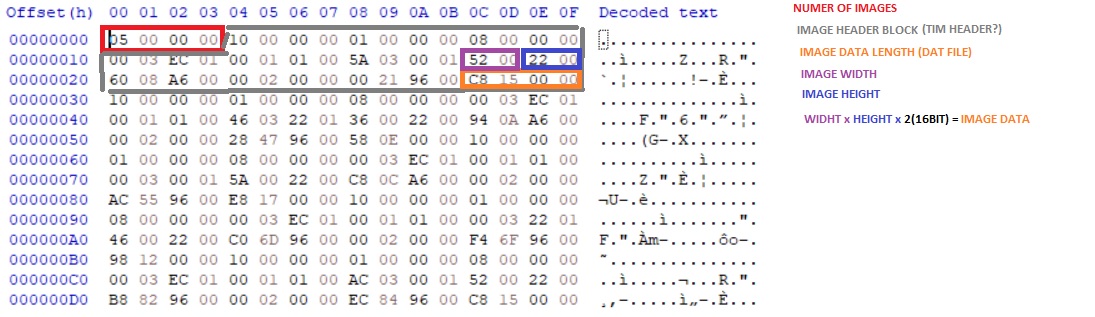 Offset(h) 00 01 02 03 04 05 06 07 08 09 0A 0B 0C 0D 0E 0F Decoded text
00000000 05 00 00 00 10 00 00 00 01 00 00 00 08 00 00 00 ................
00000010 00 03 EC 01 00 01 01 00 5A 03 00 01 52 00 22 00 ..ì.....Z...R.".
00000020 60 08 A6 00 00 02 00 00 00 21 96 00 C8 15 00 00 `.¦......!–.È...
00000030 10 00 00 00 01 00 00 00 08 00 00 00 00 03 EC 01 ..............ì.
00000040 00 01 01 00 46 03 22 01 36 00 22 00 94 0A A6 00 ....F.".6.".”.¦.
00000050 00 02 00 00 28 47 96 00 58 0E 00 00 10 00 00 00 ....(G–.X.......
00000060 01 00 00 00 08 00 00 00 00 03 EC 01 00 01 01 00 ..........ì.....
00000070 00 03 00 01 5A 00 22 00 C8 0C A6 00 00 02 00 00 ....Z.".È.¦.....
00000080 AC 55 96 00 E8 17 00 00 10 00 00 00 01 00 00 00 ¬U–.è...........
00000090 08 00 00 00 00 03 EC 01 00 01 01 00 00 03 22 01 ......ì.......".
000000A0 46 00 22 00 C0 6D 96 00 00 02 00 00 F4 6F 96 00 F.".Àm–.....ôo–.
000000B0 98 12 00 00 10 00 00 00 01 00 00 00 08 00 00 00 ˜...............
000000C0 00 03 EC 01 00 01 01 00 AC 03 00 01 52 00 22 00 ..ì.....¬...R.".
000000D0 B8 82 96 00 00 02 00 00 EC 84 96 00 C8 15 00 00 ¸‚–.....ì„–.È...
NUMER OF IMAGES
IMAGE HEADER BLOCK (TIM HEADER?)
IMAGE DATA LENGTH (DAT FILE)
IMAGE WIDTH
IMAGE HEIGHT
WIDHT x HEIGHT x 2(16BIT) = IMAGE DATA